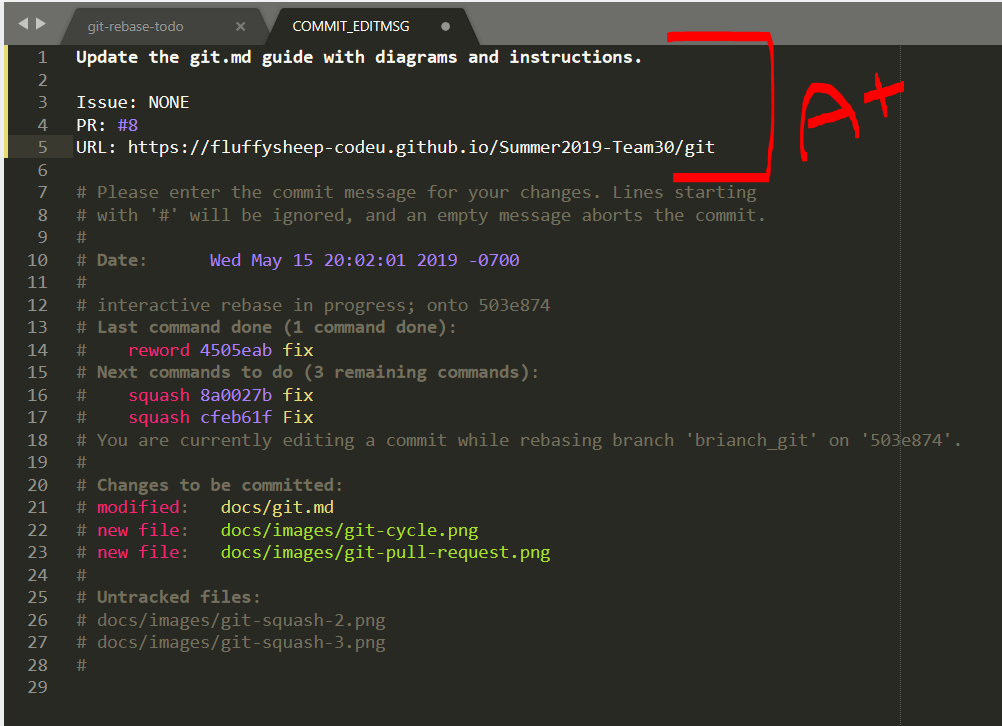 git-rebase-todo × COMMIT_EDITMSG
1 Update the git.md guide with diagrams and instructions.
2
3 Issue: NONE
4 PR: #8
5 URL: https://fluffysheep-codeu.github.io/Summer2019-Team30/git
A+
6
7 # Please enter the commit message for your changes. Lines starting
8 # with '#' will be ignored, and an empty message aborts the commit.
9 #
10 # Date: Wed May 15 20:02:01 2019 -0700
11 #
12 # interactive rebase in progress; onto 503e874
13 # Last command done (1 command done):
14 # reword 4505eab fix
15 # Next commands to do (3 remaining commands):
16 # squash 8a0027b fix
17 # squash cfeb61f Fix
18 # You are currently editing a commit while rebasing branch 'brianch_git' on '503e874'.
19 #
20 # Changes to be committed:
21 # modified: docs/git.md
22 # new file: docs/images/git-cycle.png
23 # new file: docs/images/git-pull-request.png
24 #
25 # Untracked files:
26 # docs/images/git-squash-2.png
27 # docs/images/git-squash-3.png
28 #
29